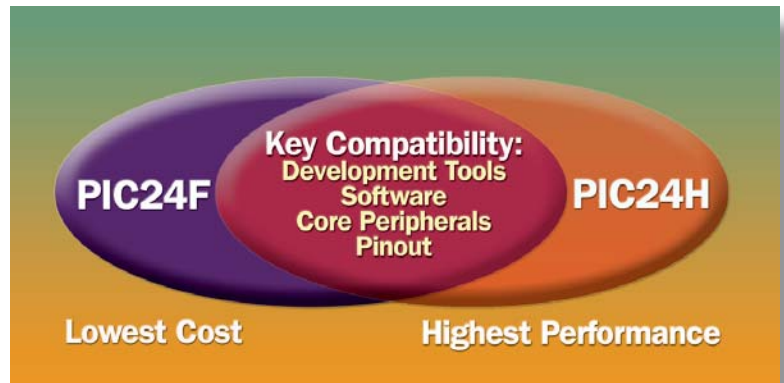 Key Compatibility:
Development Tools
Software
Core Peripherals
Pinout
PIC24F
PIC24H
Lowest Cost
Highest Performance